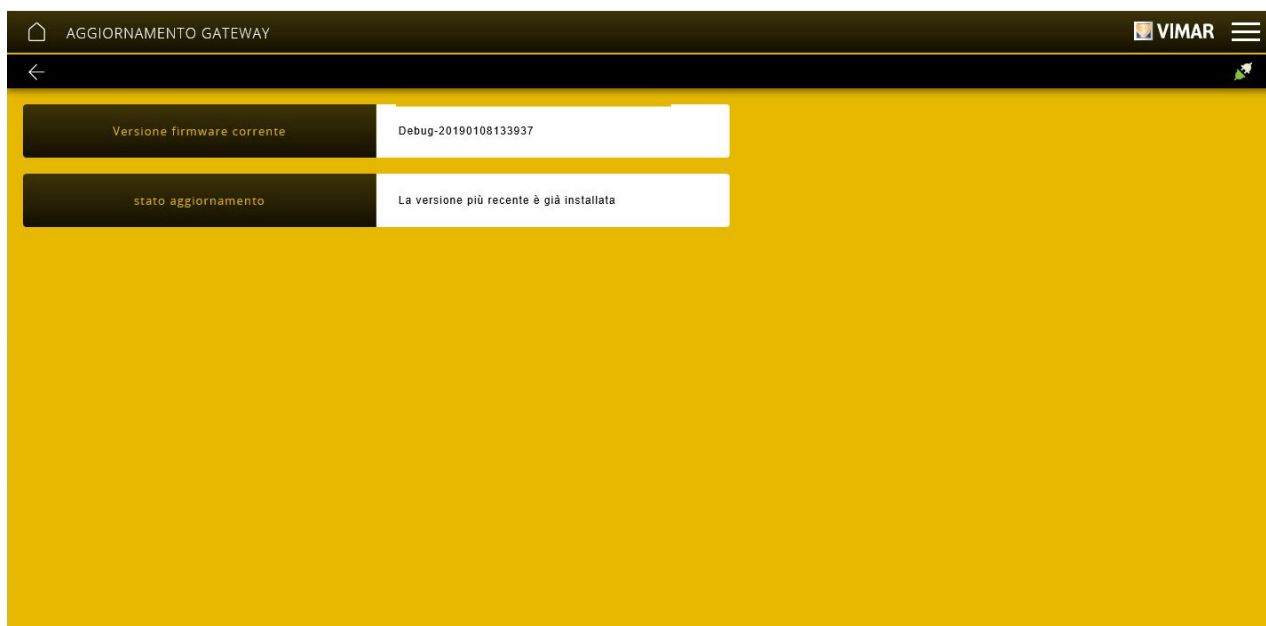 AGGIORNAMENTO GATEWAY
VIMAR
Versione firmware corrente
Debug-20190108133937
stato aggiornamento
La versione più recente è già installata